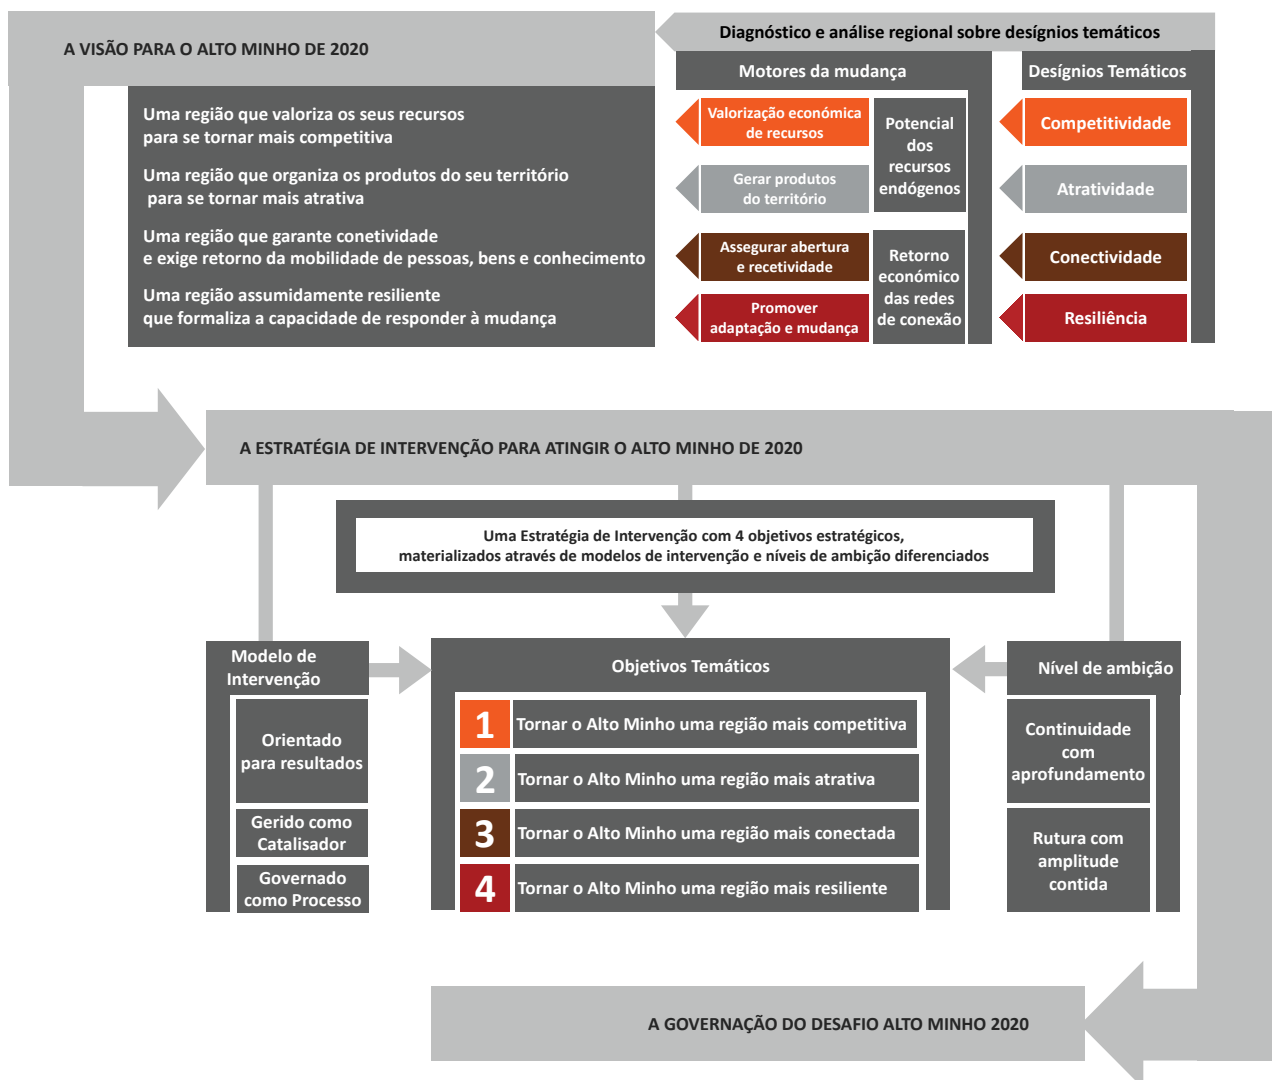 A VISÃO PARA O ALTO MINHO DE 2020
Uma região que valoriza os seus recursos
para se tornar mais competitiva
Uma região que organiza os produtos do seu território
para se tornar mais atrativa
Uma região que garante conetividade
e exige retorno da mobilidade de pessoas, bens e conhecimento
Uma região assumidamente resiliente
que formaliza a capacidade de responder à mudança
Diagnóstico e análise regional sobre desígnios temáticos
Motores da mudança
Valorização económica
de recursos
Gerar produtos
do território
Assegurar abertura
e recetividade
Promover
adaptação e mudança
Potencial
dos
recursos
endógenos
Retorno
económico
das redes
de conexão
Desígnios Temáticos
Competitividade
Atratividade
Conectividade
Resiliência
A ESTRATÉGIA DE INTERVENÇÃO PARA ATINGIR O ALTO MINHO DE 2020
Uma Estratégia de Intervenção com 4 objetivos estratégicos,
materializados através de modelos de intervenção e níveis de ambição diferenciados
Modelo de
Intervenção
Orientado
para resultados
Gerido como
Catalisador
Governado
como Processo
Objetivos Temáticos
1 Tornar o Alto Minho uma região mais competitiva
2 Tornar o Alto Minho uma região mais atrativa
3 Tornar o Alto Minho uma região mais conectada
4 Tornar o Alto Minho uma região mais resiliente
Nível de ambição
Continuidade
com
aprofundamento
Rutura com
amplitude
contida
A GOVERNAÇÃO DO DESAFIO ALTO MINHO 2020